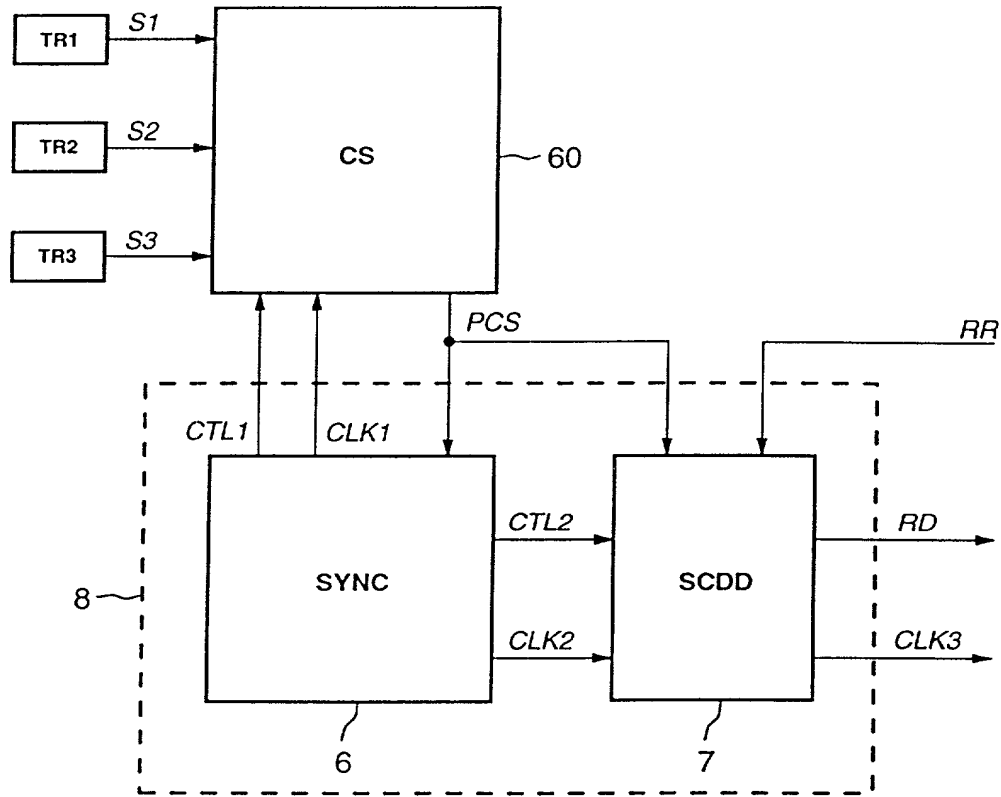 TR1
S1
TR2
S2
TR3
S3
CS
60
PCS
RR
CTL1
CLK1
SYNC
CTL2
CLK2
SCDD
RD
CLK3
8
6
7